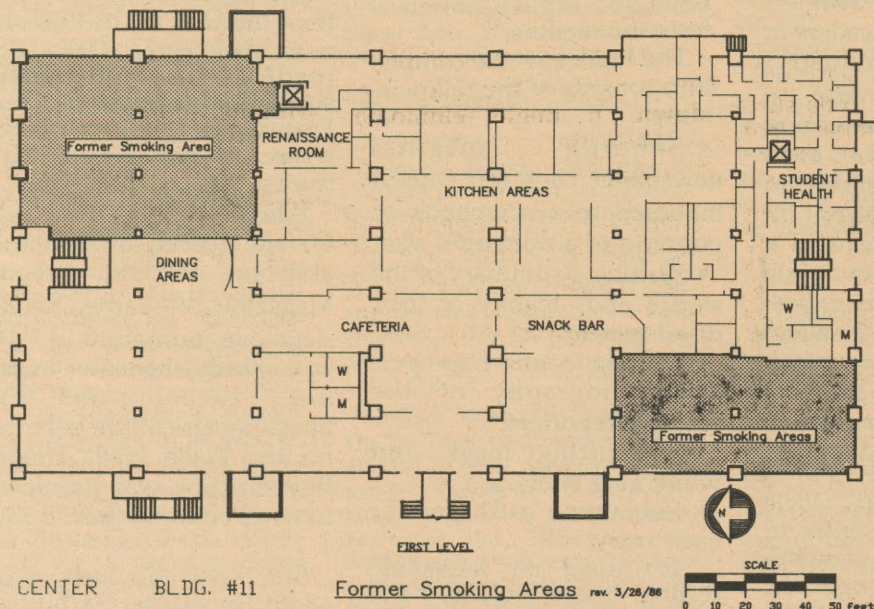 Former Smoking Area
RENAISSANCE
ROOM
KITCHEN AREAS
STUDENT
HEALTH
DINING
AREAS
CAFETERIA
SNACK BAR
W
M
W
M
Former Smoking Areas
N
FIRST LEVEL
CENTER BLDG. #11 Former Smoking Areas rev. 3/26/86
SCALE
0 10 20 30 40 50 feet